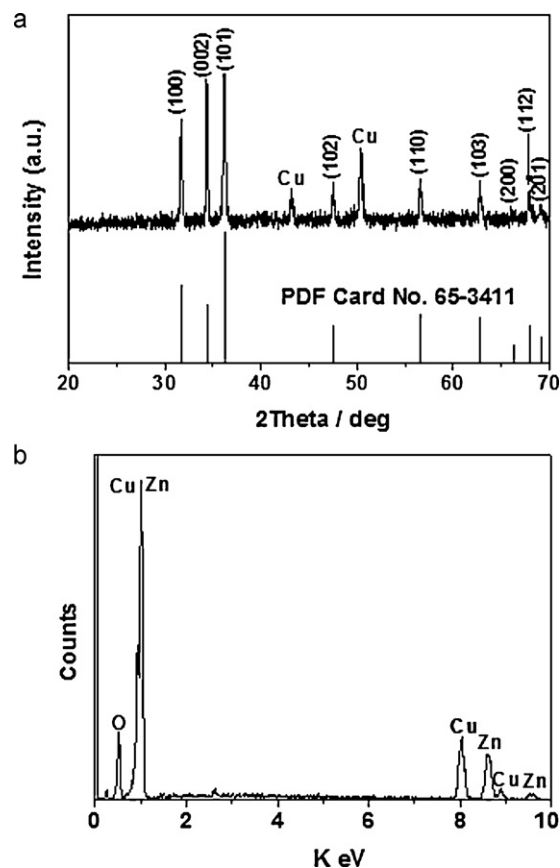 a
Intensity (a.u.)
(100)
(002)
(101)
Cu
(102)
Cu
(110)
(103)
(200)
(112)
(201)
PDF Card No. 65-3411
20 30 40 50 60 70
2Theta / deg
b
Counts
Cu Zn
O
Cu
Zn
Cu
Zn
0 2 4 6 8 10
K eV